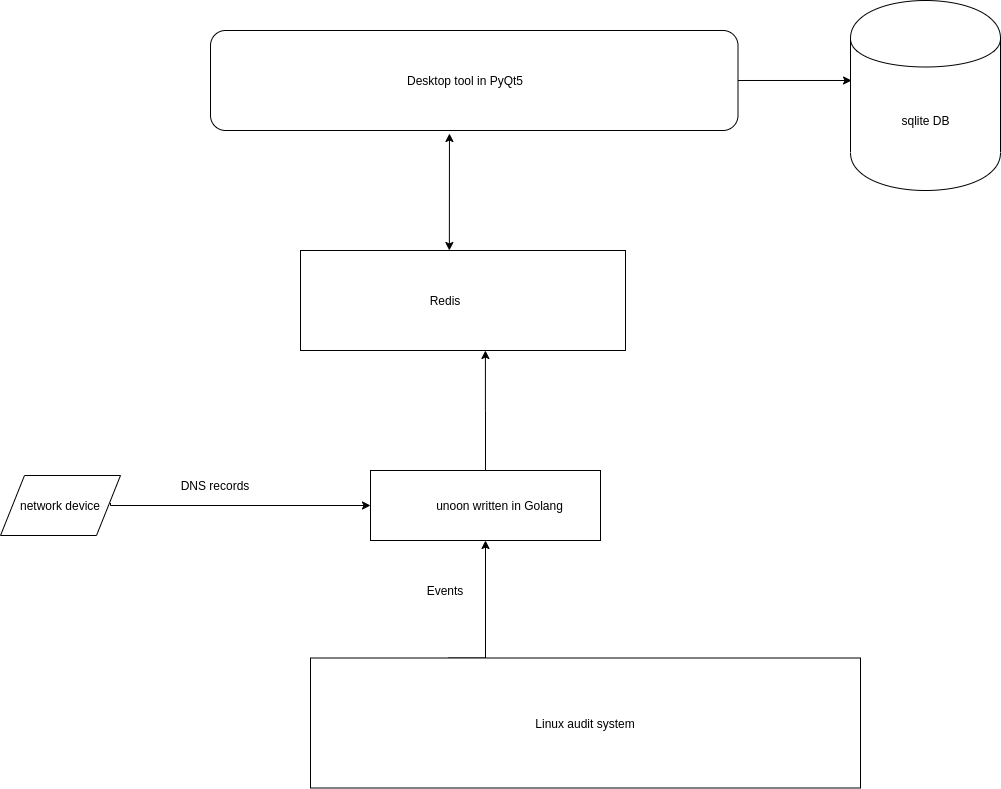 Desktop tool in PyQt5
sqlite DB
Redis
DNS records
network device
unoon written in Golang
Events
Linux audit system